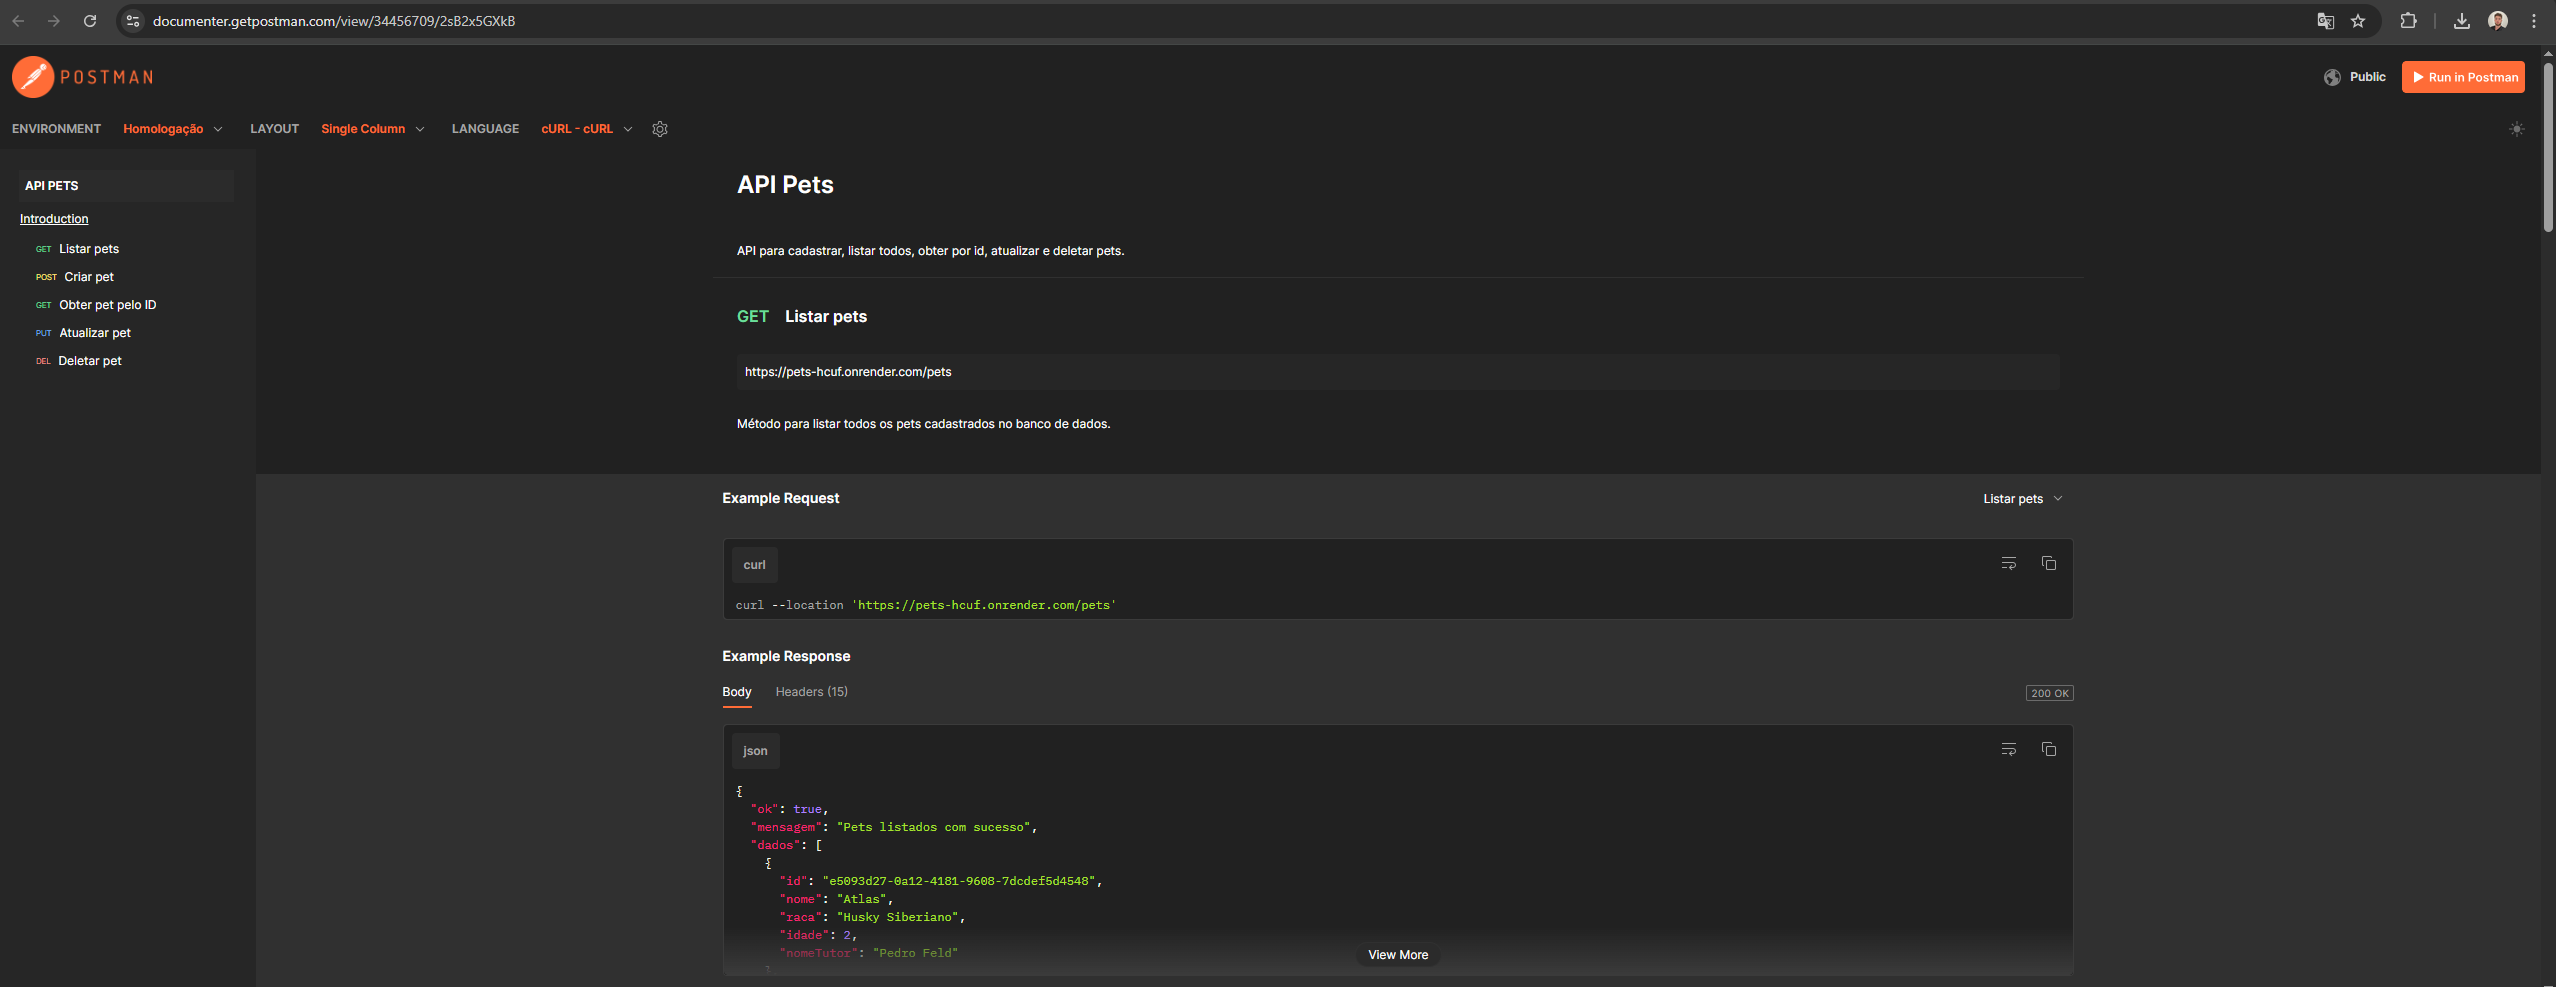 documenter.getpostman.com/view/34456709/2sB2x5GXkB
POSTMAN
Public
Run in Postman
ENVIRONMENT Homologação LAYOUT Single Column LANGUAGE cURL - cURL
API PETS
Introduction
GET Listar pets
POST Criar pet
GET Obter pet pelo ID
PUT Atualizar pet
DEL Deletar pet
API Pets
API para cadastrar, listar todos, obter por id, atualizar e deletar pets.
GET Listar pets
https://pets-hcuf.onrender.com/pets
Método para listar todos os pets cadastrados no banco de dados.
Example Request
Listar pets
curl
curl --location 'https://pets-hcuf.onrender.com/pets'
Example Response
Body Headers (15)
200 OK
json
{
"ok": true,
"mensagem": "Pets listados com sucesso",
"dados": [
{
"id": "e5093d27-0a12-4181-9608-7dcdef5d4548",
"nome": "Atlas",
"raca": "Husky Siberiano",
"idade": 2,
"nomeTutor": "Pedro Feld"
}
View More